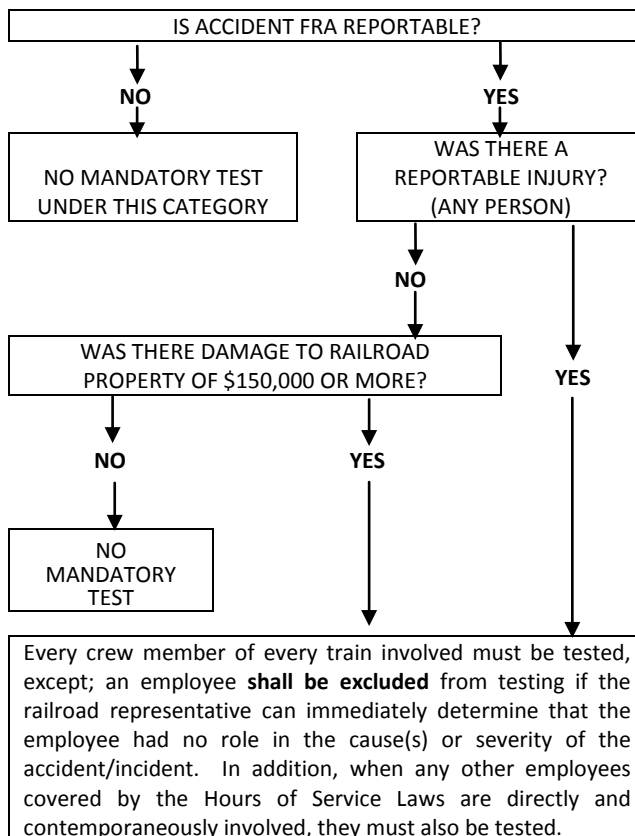 IS ACCIDENT FRA REPORTABLE?
NO
YES
NO MANDATORY TEST
UNDER THIS CATEGORY
WAS THERE A
REPORTABLE INJURY?
(ANY PERSON)
NO
WAS THERE DAMAGE TO RAILROAD
PROPERTY OF $150,000 OR MORE?
YES
NO
YES
NO
MANDATORY
TEST
Every crew member of every train involved must be tested,
except; an employee shall be excluded from testing if the
railroad representative can immediately determine that the
employee had no role in the cause(s) or severity of the
accident/incident. In addition, when any other employees
covered by the Hours of Service Laws are directly and
contemporaneously involved, they must also be tested.